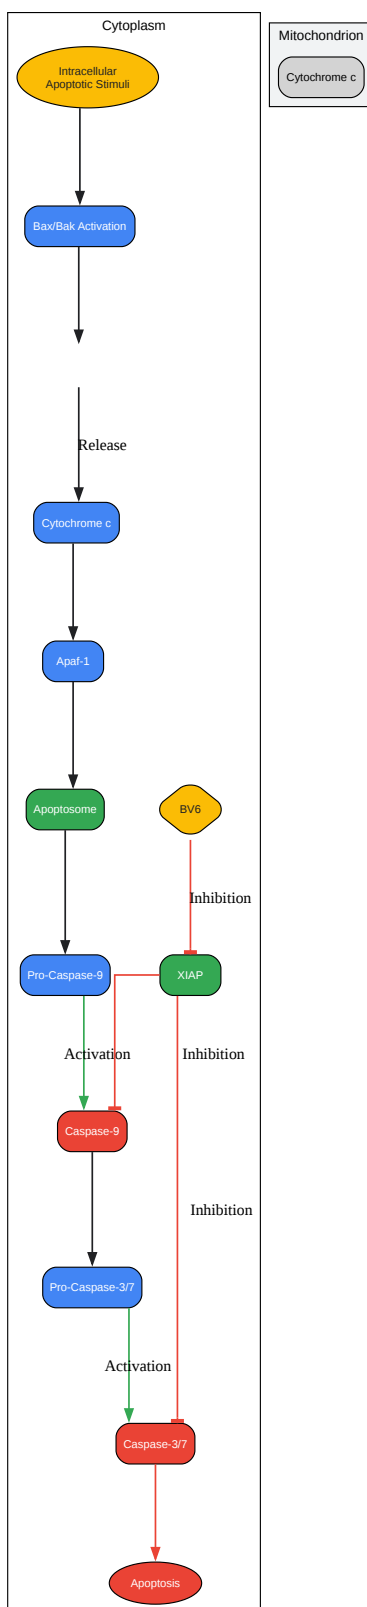 Cytoplasm
Mitochondrion
Intracellular
Apoptotic Stimuli
Cytochrome c
Bax/Bak Activation
Release
Cytochrome c
Apaf-1
Apoptosome
BV6
Inhibition
Pro-Caspase-9
XIAP
Activation
Inhibition
Caspase-9
Inhibition
Pro-Caspase-3/7
Activation
Caspase-3/7
Apoptosis